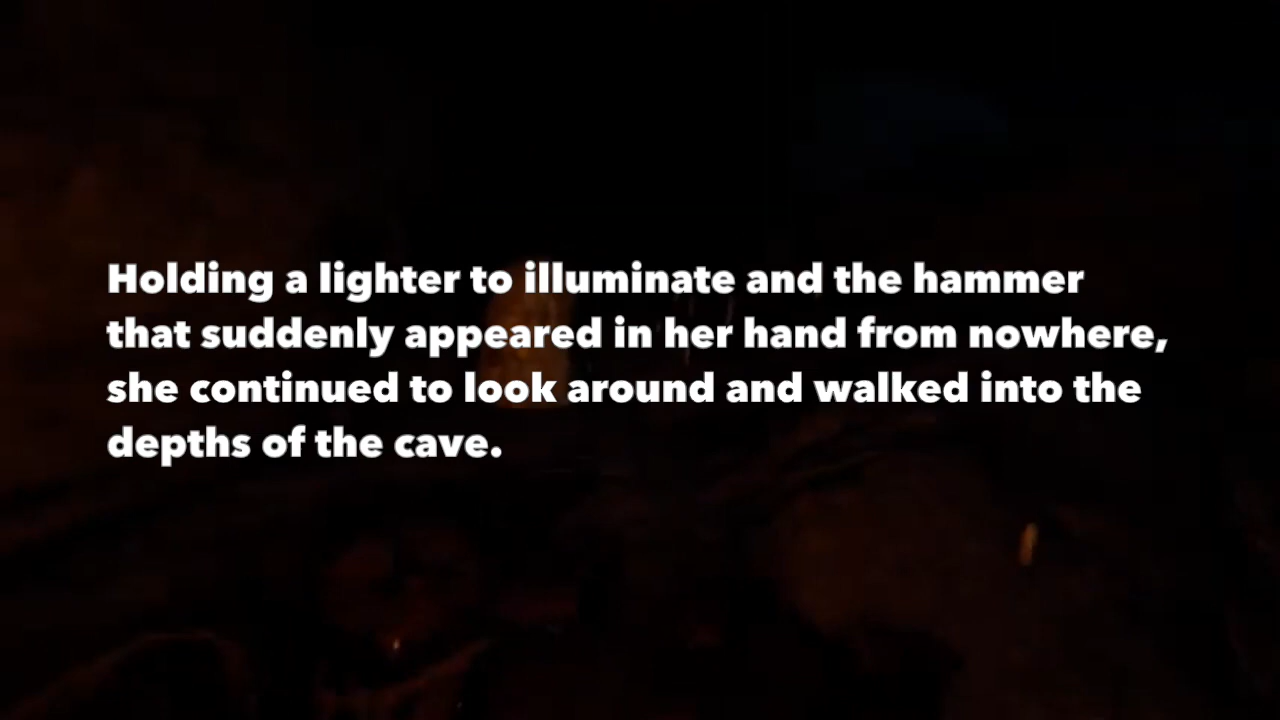 Holding a lighter to illuminate and the hammer
that suddenly appeared in her hand from nowhere,
she continued to look around and walked into the
depths of the cave.